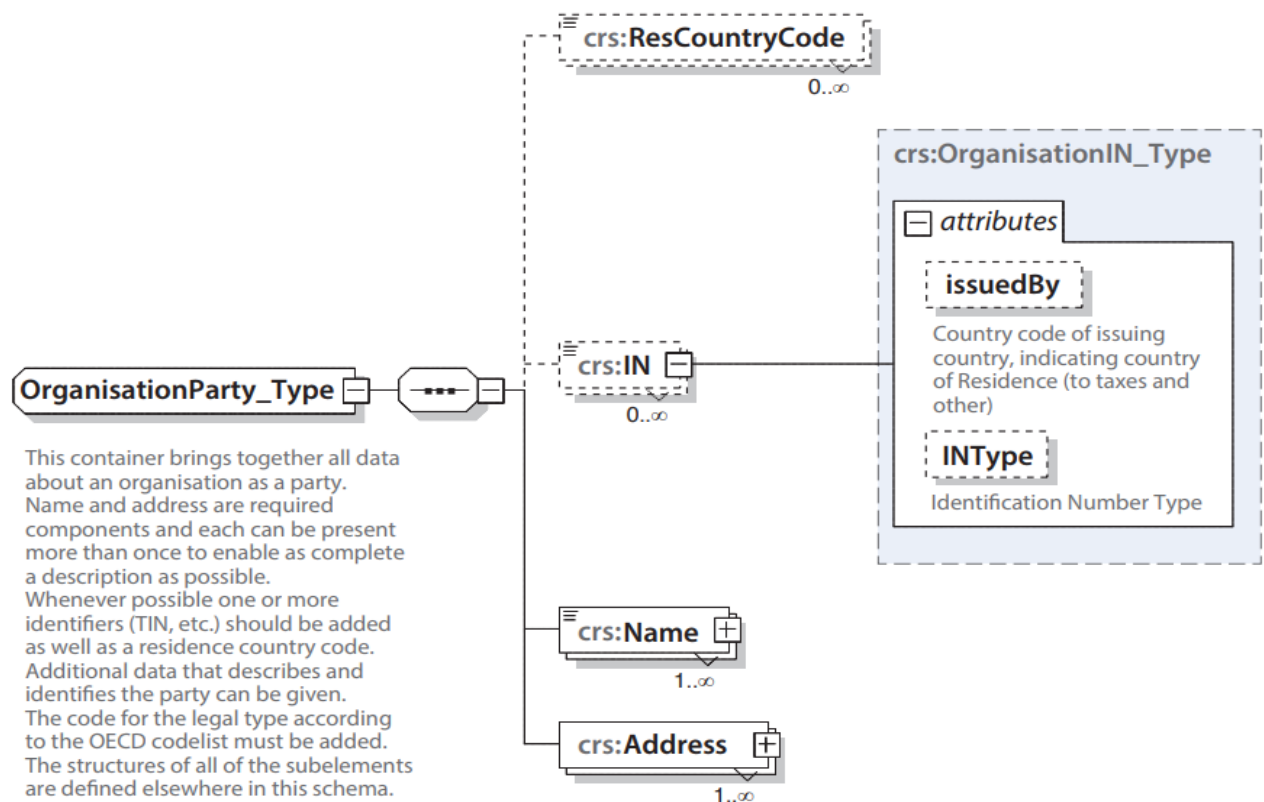 crs:ResCountryCode
0..∞
crs:OrganisationIN_Type
attributes
issuedBy
Country code of issuing
country, indicating country
of Residence (to taxes and
other)
crs:IN
0..∞
INType
Identification Number Type
OrganisationParty_Type
This container brings together all data
about an organisation as a party.
Name and address are required
components and each can be present
more than once to enable as complete
a description as possible.
Whenever possible one or more
identifiers (TIN, etc.) should be added
as well as a residence country code.
Additional data that describes and
identifies the party can be given.
The code for the legal type according
to the OECD codelist must be added.
The structures of all of the subelements
are defined elsewhere in this schema.
crs:Name
1..∞
crs:Address
1..∞